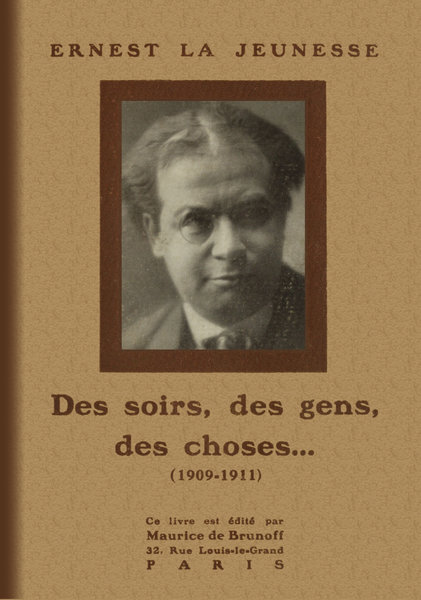 ERNEST LA JEUNESSE
Des soirs, des gens,
des choses...
(1909-1911)
Ce livre est édité par
Maurice de Brunoff
32, Rue Louis-le-Grand
PARIS